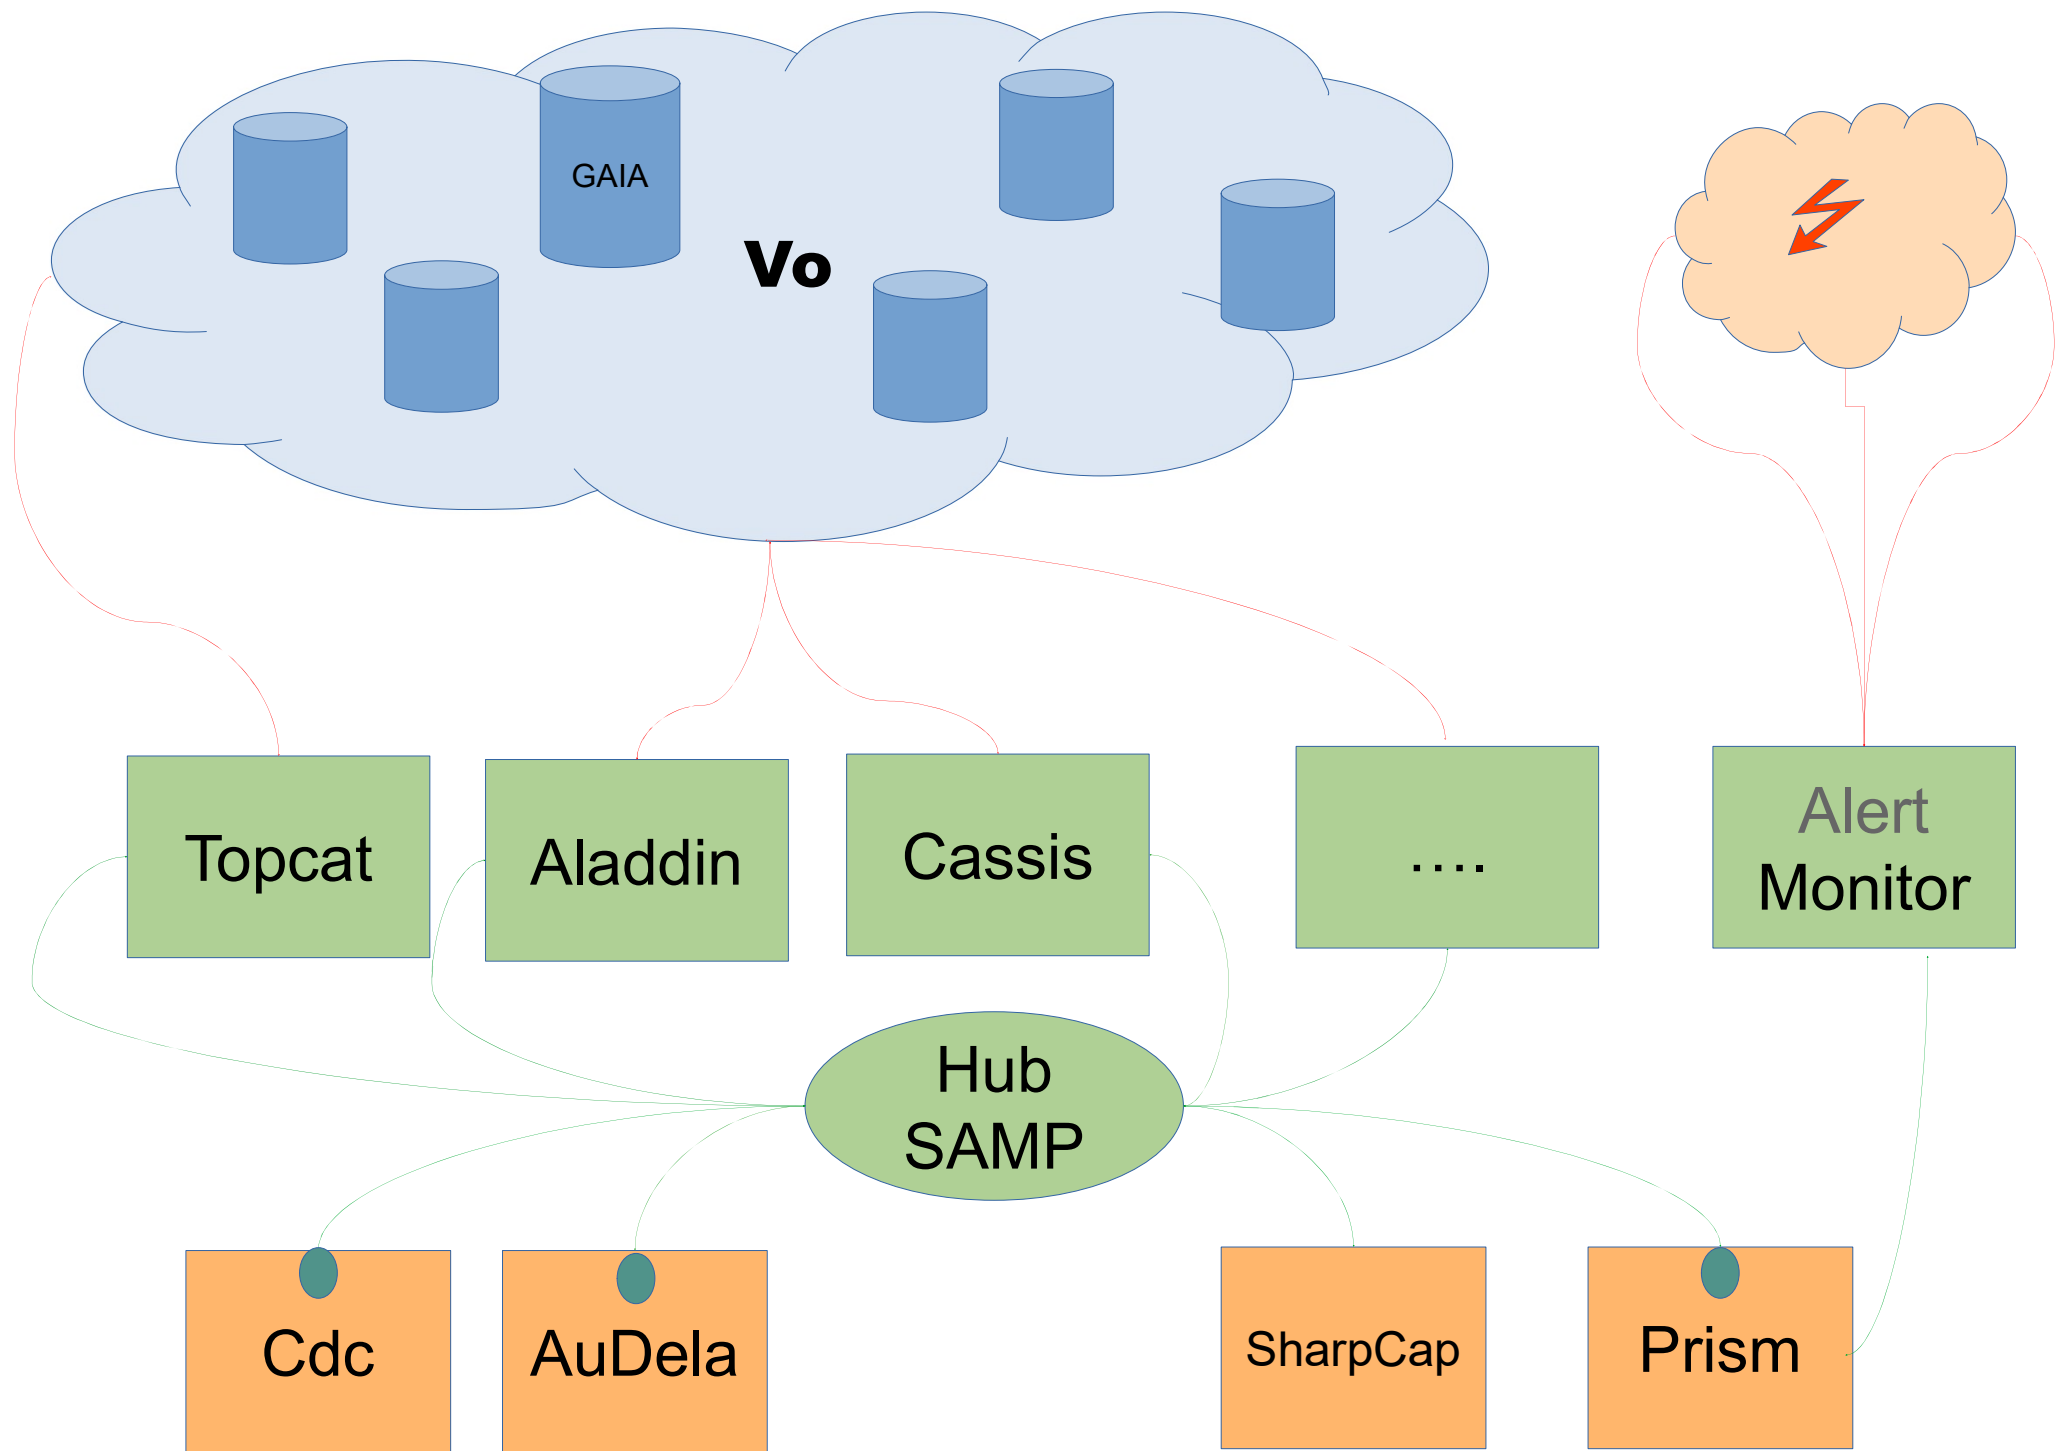 GAIA
Vo
Topcat
Aladdin
Cassis
....
Alert
Monitor
Hub
SAMP
Cdc
AuDela
SharpCap
Prism